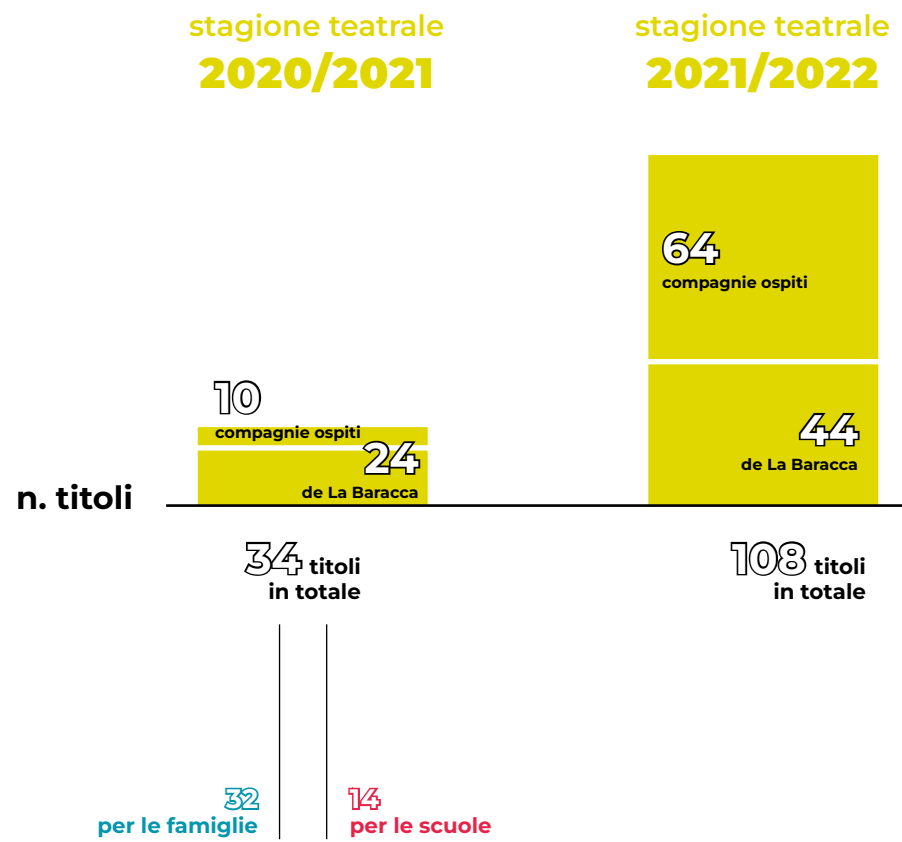 stagione teatrale
2020/2021
stagione teatrale
2021/2022
64
compagnie ospiti
10
compagnie ospiti
24
de La Baracca
44
de La Baracca
n. titoli
34 titoli
in totale
108 titoli
in totale
32
per le famiglie
14
per le scuole